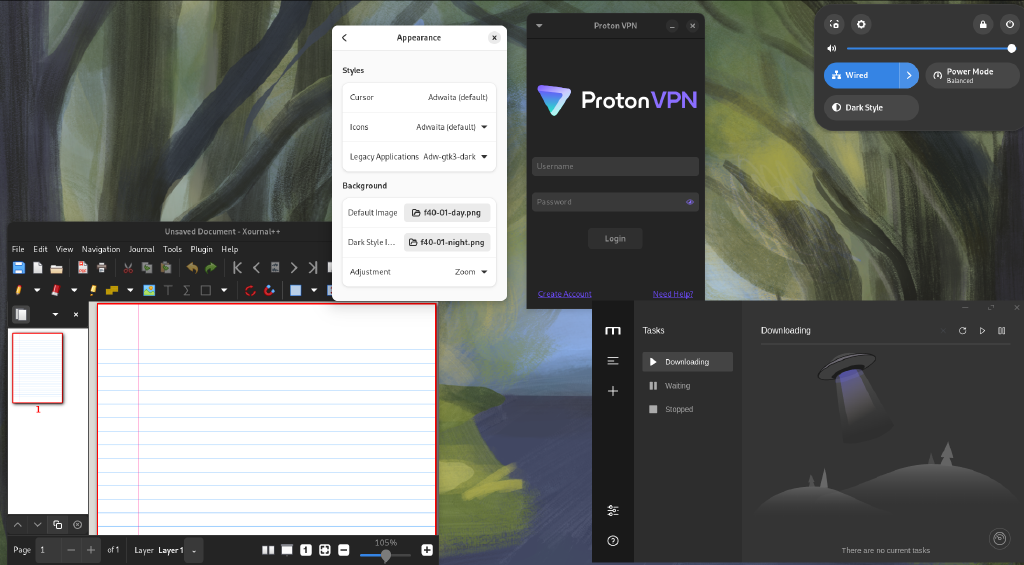 Appearance
Styles
Cursor
Adwaita (default)
Icons
Adwaita (default)
Legacy Applications
Adw-gtk3-dark
Background
Default Image
f40-01-day.png
Dark Style I...
f40-01-night.png
Adjustment
Zoom
Proton VPN
ProtonVPN
Username
Password
Login
Create Account
Need Help?
Wired
Power Mode
Balanced
Dark Style
Unsaved Document - Xournal++
File Edit View Navigation Journal Tools Plugin Help
1
Page 1 of 1 Layer Layer 1
1
105%
m
Tasks
Downloading
Waiting
Stopped
Downloading
There are no current tasks